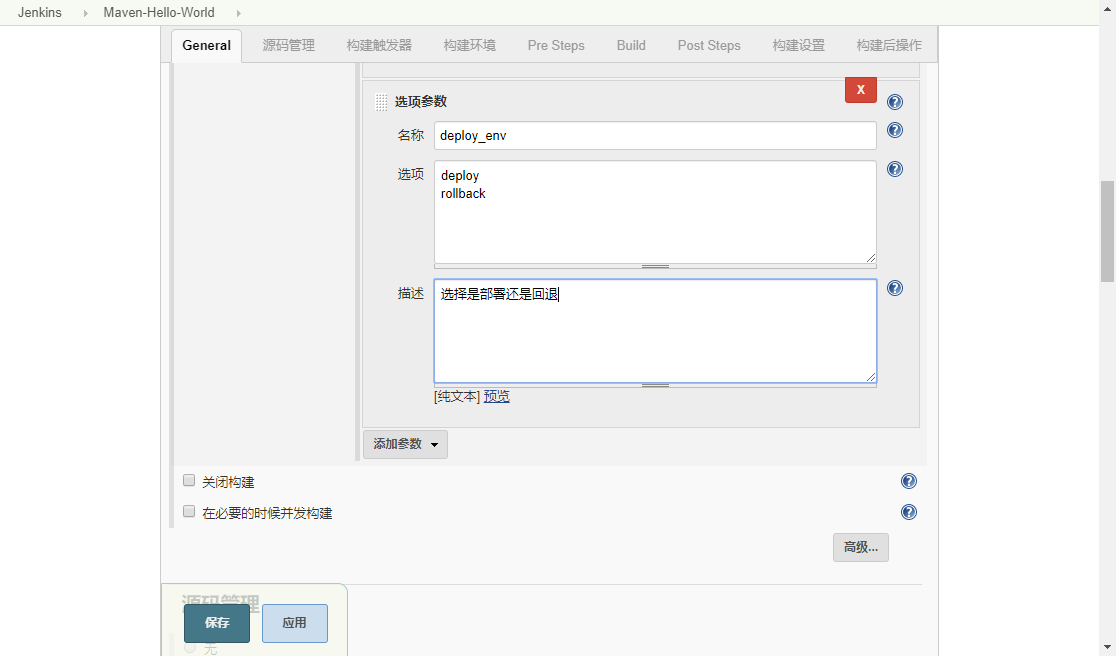 Jenkins Maven-Hello-World
General 源码管理 构建触发器 构建环境 Pre Steps Build Post Steps 构建设置 构建后操作
选项参数 X
名称 deploy_env
选项 deploy
rollback
描述 选择是部署还是回退
[纯文本] 预览
添加参数
关闭构建
在必要的时候并发构建
高级...
源码管理
保存 应用
无